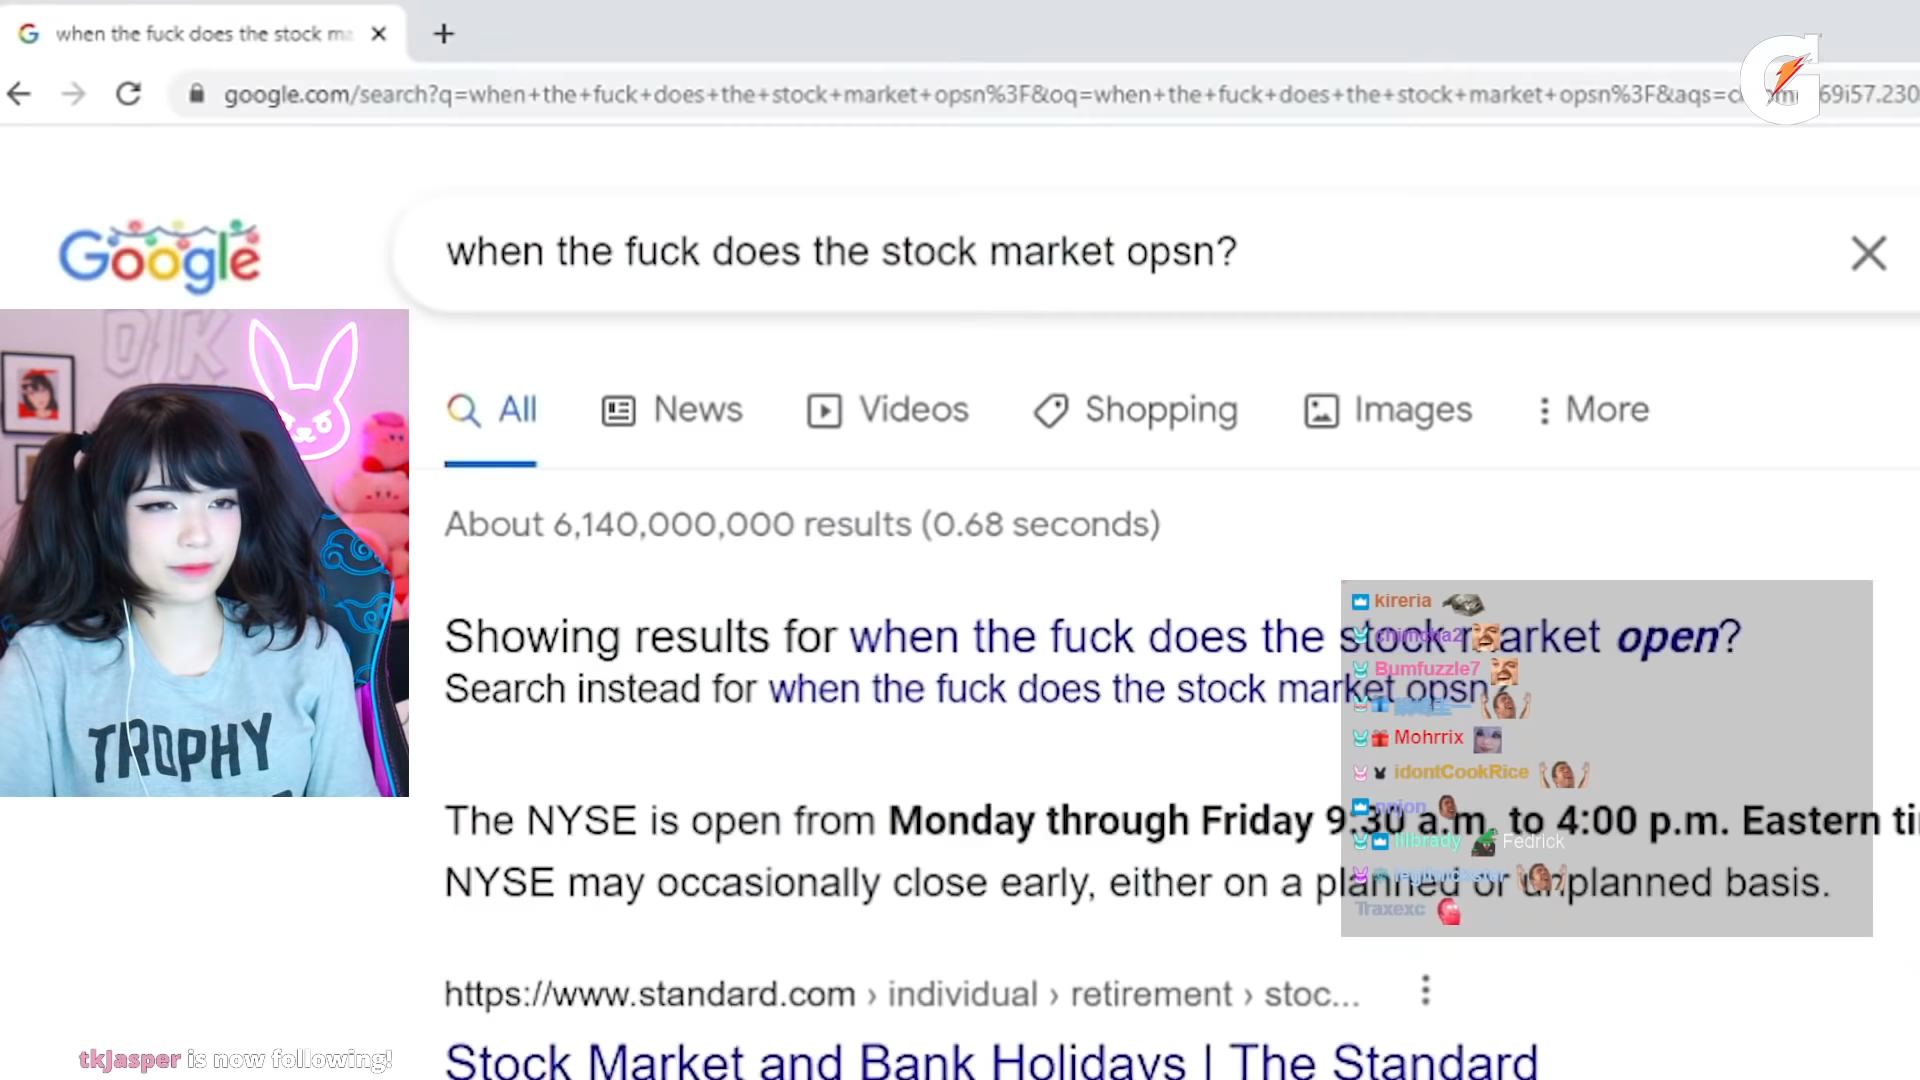 when the fuck does the stock ma
google.com/search?q=when+the+fuck+does+the+stock+market+opsn%3F&oq=when+the+fuck+does+the+stock+market+opsn%3F&aqs=c 69i57.230
G
Google
when the fuck does the stock market opsn?
DJK
All News Videos Shopping Images More
About 6,140,000,000 results (0.68 seconds)
Showing results for when the fuck does the stock market open?
Search instead for when the fuck does the stock market opsn?
TROPHY
The NYSE is open from Monday through Friday 9:30 a.m. to 4:00 p.m. Eastern ti
NYSE may occasionally close early, either on a planned or unplanned basis.
https://www.standard.com › individual › retirement › stoc...
Stock Market and Bank Holidays | The Standard
kireria
Bumfuzzle7
Mohrrix
idontCookRice
lilbrady Fedrick
Traxexc
tkJasper is now following!